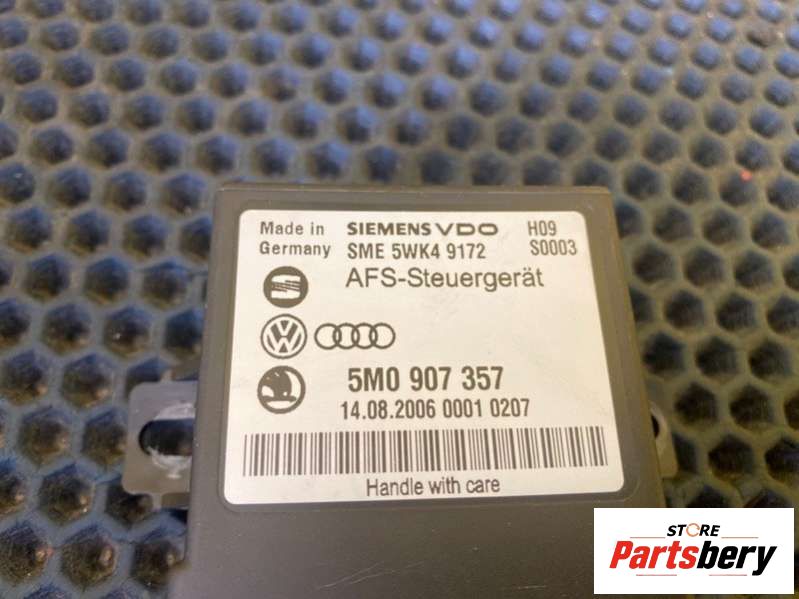 Made in SIEMENS VDO H09
Germany SME 5WK4 9172 S0003
AFS-Steuergerät
5M0 907 357
14.08.2006 0001 0207
Handle with care
STORE
Partsbery